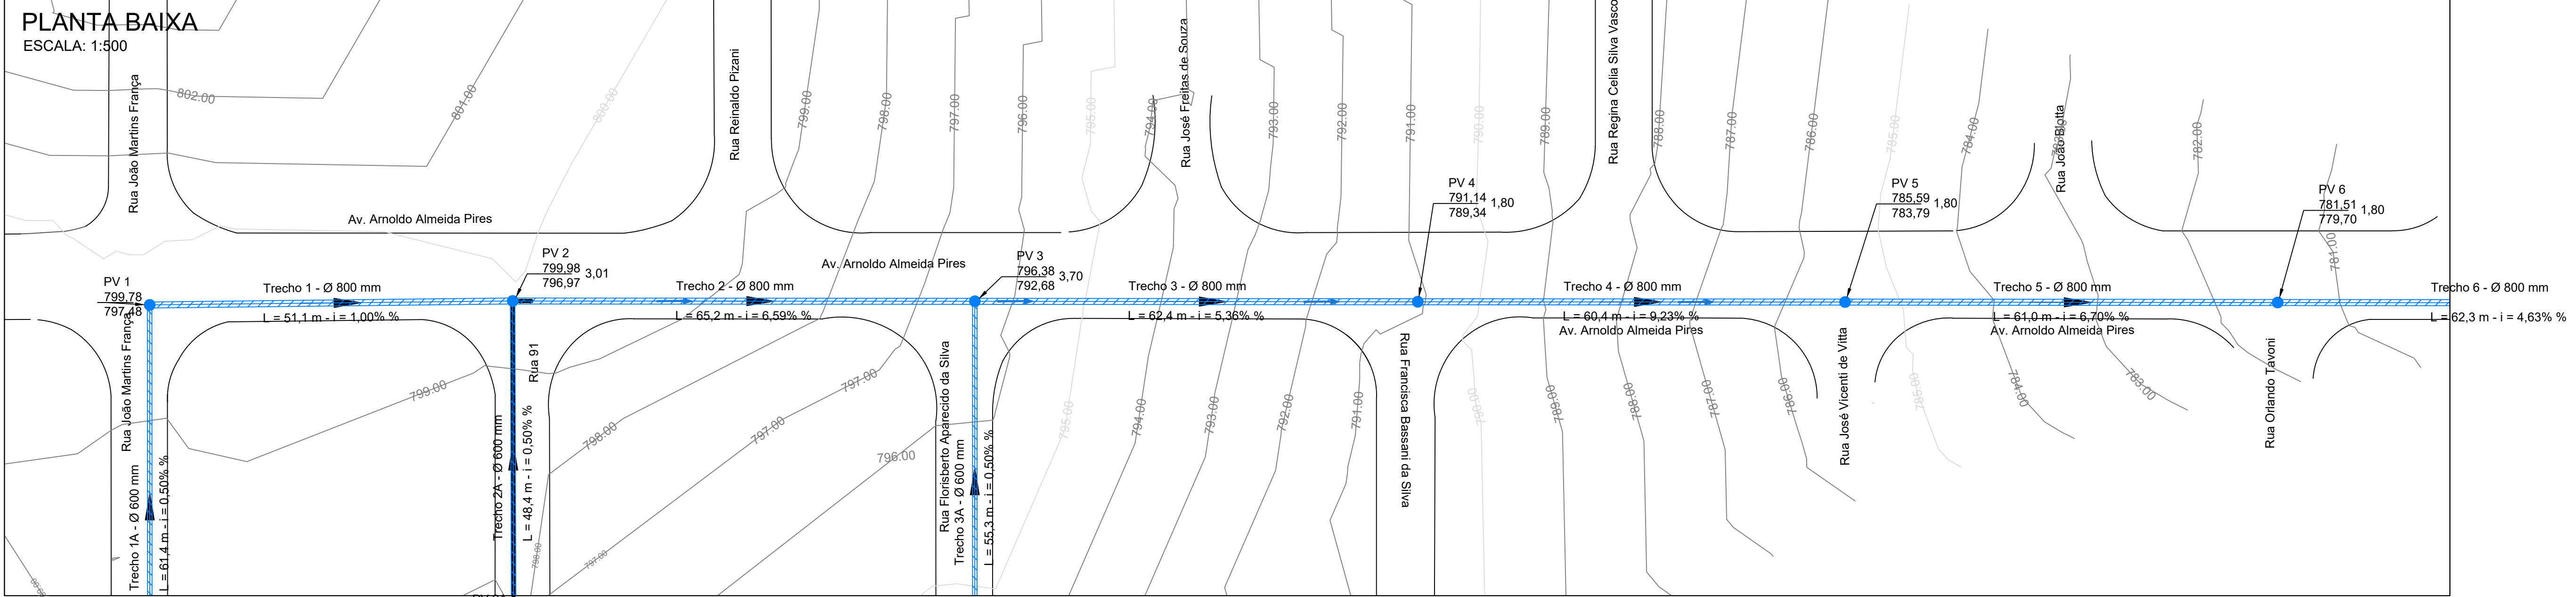 PLANTA BAIXA
ESCALA: 1:500
Rua João Martins França
802.00
801.00
800.00
Rua Reinaldo Pizani
799.00
798.00
797.00
796.00
795.00
794.00
Rua José Freitas de Souza
793.00
792.00
791.00
790.00
789.00
Rua Regina Celia Silva Vasco
788.00
787.00
786.00
785.00
784.00
Rua João Blotta
782.00
781.00
Av. Arnoldo Almeida Pires
Av. Arnoldo Almeida Pires
PV 1
799,78
797,48
PV 2
799,98
796,97
3,01
PV 3
796,38
792,68
3,70
PV 4
791,14
789,34
1,80
PV 5
785,59
783,79
1,80
PV 6
781,51
779,70
1,80
Trecho 1 - Ø 800 mm
L = 51,1 m - i = 1,00% %
Trecho 2 - Ø 800 mm
L = 65,2 m - i = 6,59% %
Trecho 3 - Ø 800 mm
L = 62,4 m - i = 5,36% %
Trecho 4 - Ø 800 mm
L = 60,4 m - i = 9,23% %
Av. Arnoldo Almeida Pires
Trecho 5 - Ø 800 mm
L = 61,0 m - i = 6,70% %
Av. Arnoldo Almeida Pires
Trecho 6 - Ø 800 mm
L = 62,3 m - i = 4,63% %
Rua João Martins França
Trecho 1A - Ø 600 mm
L = 61,4 m - i = 0,50% %
799.00
Trecho 2A - Ø 600 mm
Rua 91
L = 48,4 m - i = 0,50% %
798.00
798.00
797.00
797.00
797.00
796.00
Rua Florisberto Aparecido da Silva
Trecho 3A - Ø 600 mm
L = 55,3 m - i = 0,50% %
795.00
794.00
793.00
792.00
791.00
Rua Francisca Bassani da Silva
790.00
789.00
788.00
787.00
786.00
Rua José Vicenti de Vitta
785.00
784.00
783.00
Rua Orlando Tavoni